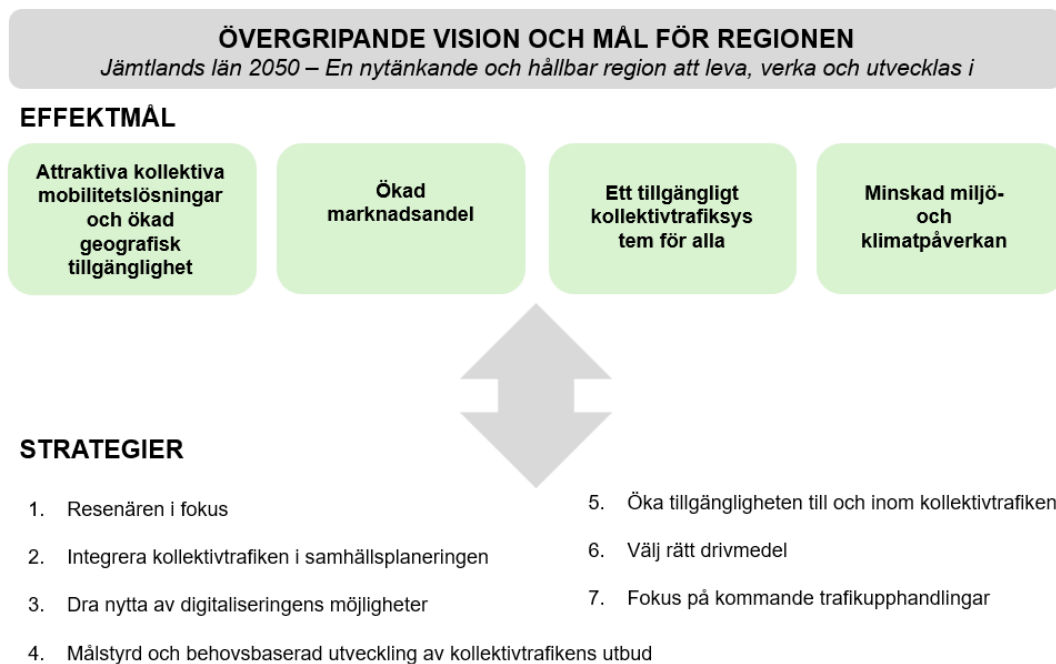 ÖVERGRIPANDE VISION OCH MÅL FÖR REGIONEN
Jämtlands län 2050 – En nytänkande och hållbar region att leva, verka och utvecklas i
EFFEKTMÅL
Attraktiva kollektiva
mobilitetslösningar
och ökad
geografisk
tillgänglighet
Ökad
marknadsandel
Ett tillgängligt
kollektivtrafiksys
tem för alla
Minskad miljö-
och
klimatpåverkan
STRATEGIER
1. Resenären i fokus
2. Integrera kollektivtrafiken i samhällsplaneringen
3. Dra nytta av digitaliseringens möjligheter
4. Målstyrd och behovsbaserad utveckling av kollektivtrafikens utbud
5. Öka tillgängligheten till och inom kollektivtrafiken
6. Välj rätt drivmedel
7. Fokus på kommande trafikupphandlingar